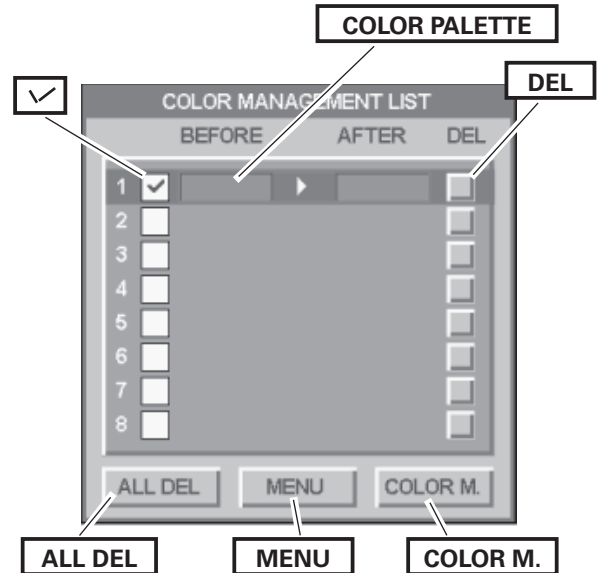 COLOR PALETTE
DEL
COLOR MANAGEMENT LIST
BEFORE AFTER DEL
1
2
3
4
5
6
7
8
ALL DEL MENU COLOR M.
ALL DEL MENU COLOR M.